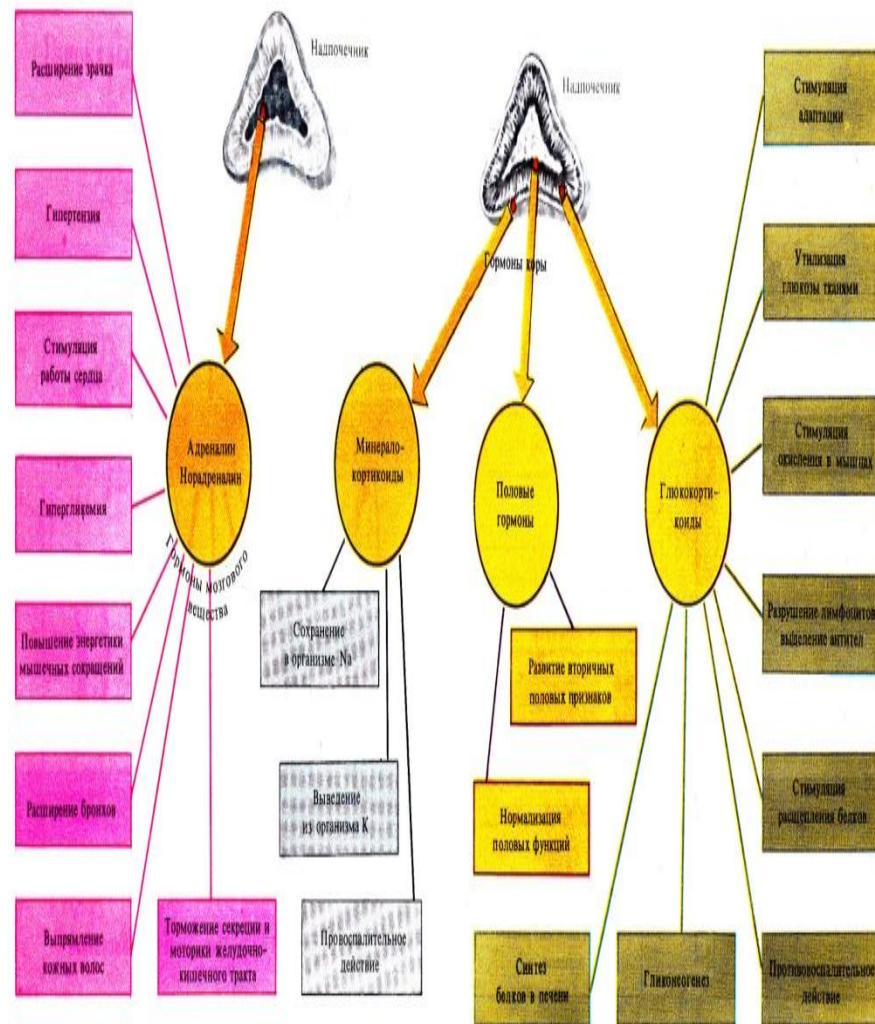 Расширение зрачка
Гипертензия
Стимуляция
работы сердца
Гипергликемия
Повышение энергетики
мышечных сокращений
Расширение бронхов
Выпрямление
кожных волос
Торможение секреции и
моторики желудочно-
кишечного тракта
Надпочечник
Адреналин
Норадреналин
Гормоны мозгового
вещества
Надпочечник
Гормоны коры
Минерало-
кортикоиды
Сохранение
в организме Na
Выведение
из организма K
Провоспалительное
действие
Половые
гормоны
Развитие вторичных
половых признаков
Нормализация
половых функций
Глюкокорти-
коиды
Стимуляция
адаптации
Утилизация
глюкозы тканями
Стимуляция
окисления в мышцах
Разрушение лимфоцитов
выделение антител
Стимуляция
расщепления белков
Противовоспалительное
действие
Гликонеогенез
Синтез
белков в печени